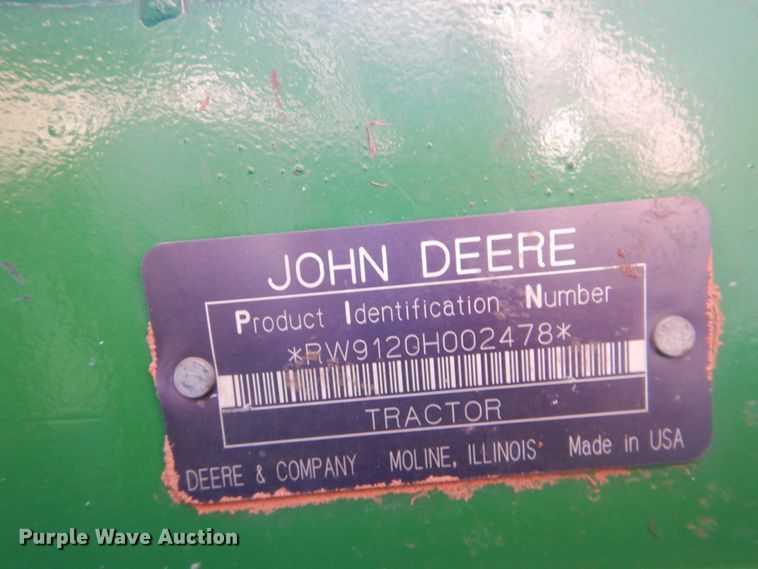 JOHN DEERE
Product Identification Number
*RW9120H002478*
TRACTOR
DEERE & COMPANY MOLINE, ILLINOIS Made in USA
Purple Wave Auction